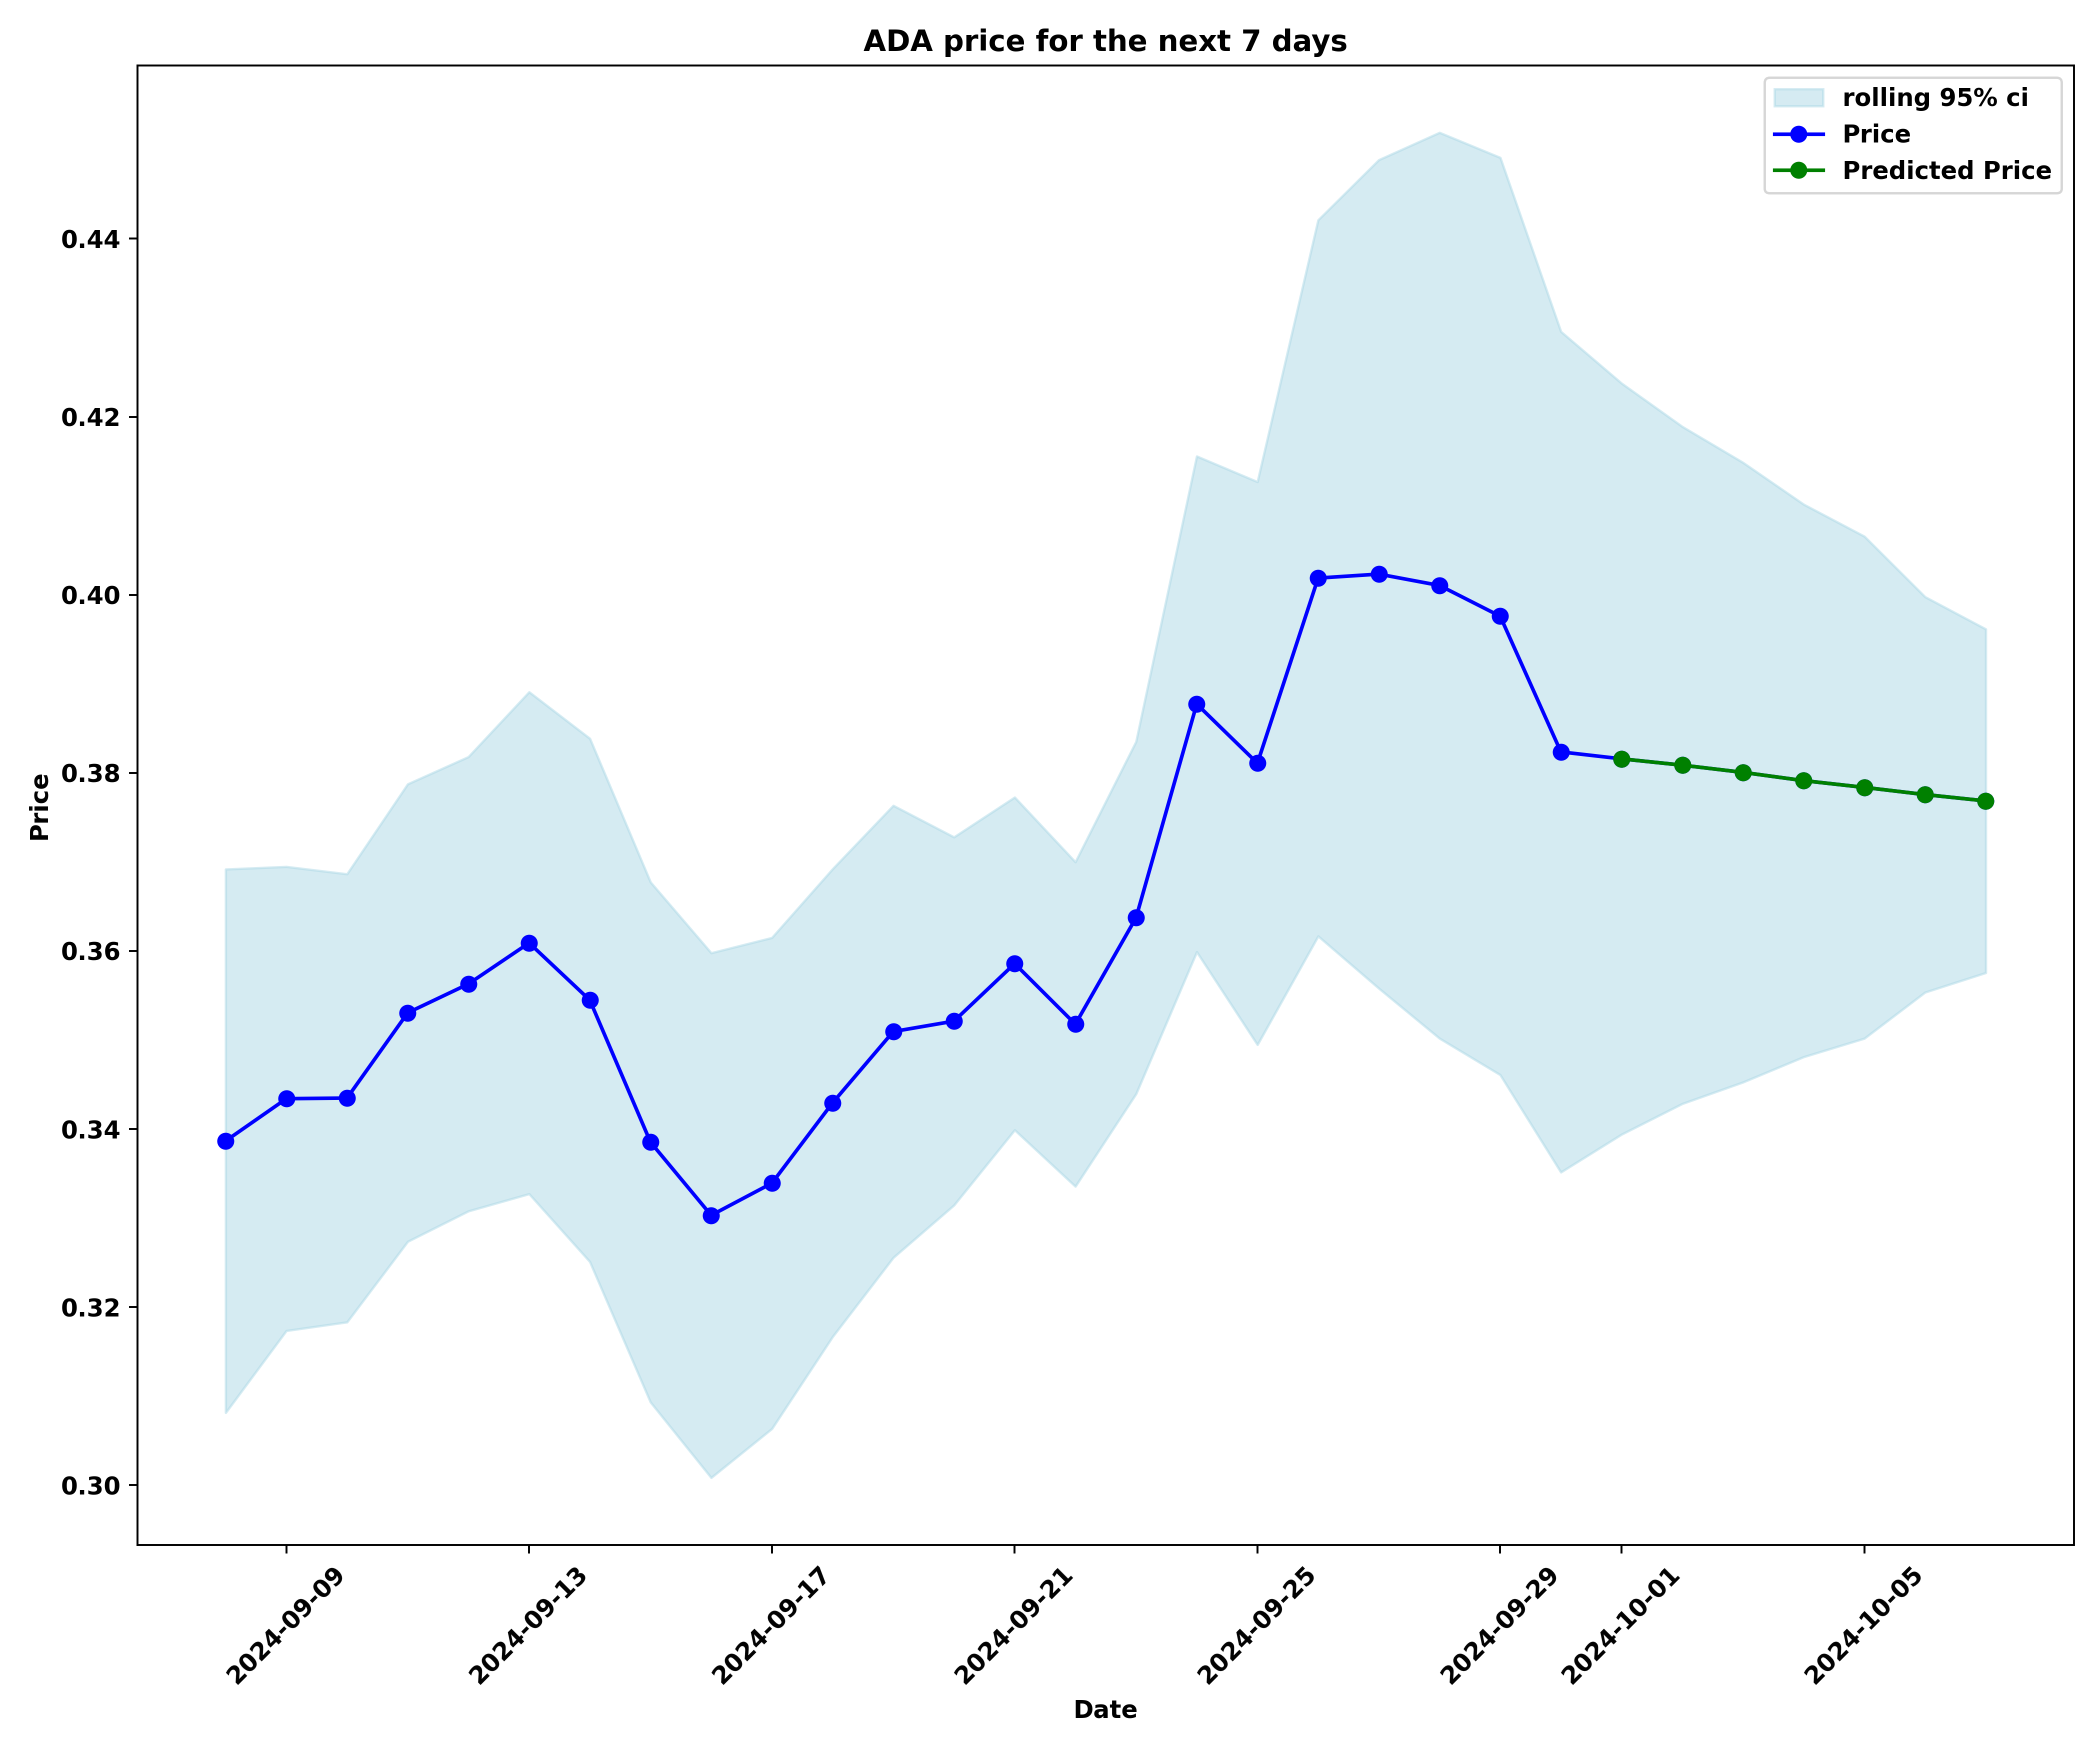 ADA price for the next 7 days
rolling 95% ci
Price
Predicted Price
0.44
0.42
0.40
0.38
0.36
0.34
0.32
0.30
Price
2024-09-09
2024-09-13
2024-09-17
2024-09-21
2024-09-25
2024-09-29
2024-10-01
2024-10-05
Date